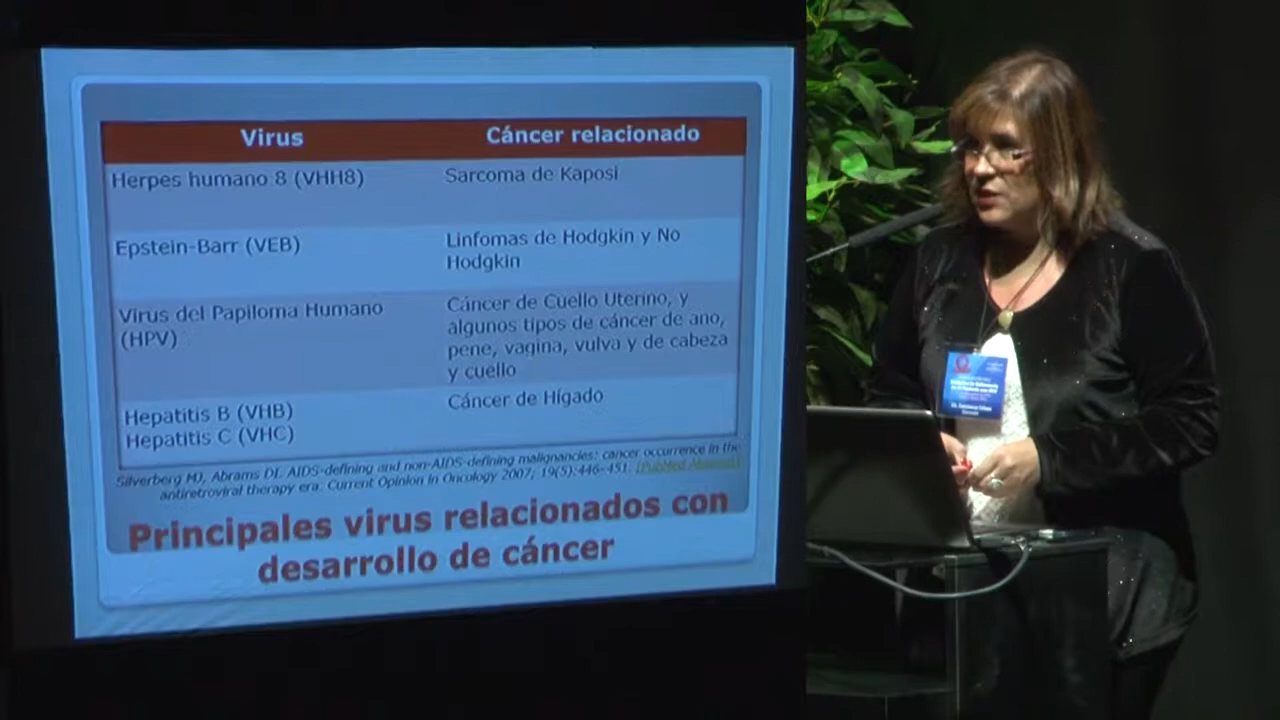 Virus
Cáncer relacionado
Herpes humano 8 (VHH8)
Sarcoma de Kaposi
Epstein-Barr (VEB)
Linfomas de Hodgkin y No
Hodgkin
Virus del Papiloma Humano
(HPV)
Cáncer de Cuello Uterino, y
algunos tipos de cáncer de ano,
pene, vagina, vulva y de cabeza
y cuello
Hepatitis B (VHB)
Hepatitis C (VHC)
Cáncer de Hígado
Silverberg MJ, Abrams DI. AIDS-defining and non-AIDS-defining malignancies: cancer occurrence in the
antiretroviral therapy era. Current Opinion in Oncology 2007; 19(5):446-451. [PubMed Abstract]
Principales virus relacionados con
desarrollo de cáncer